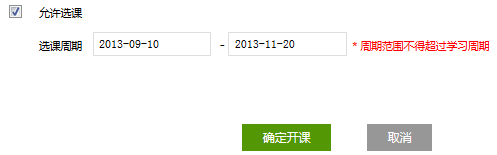 允许选课
选课周期 2013-09-10 - 2013-11-20 * 周期范围不得超过学习周期
确定开课 取消